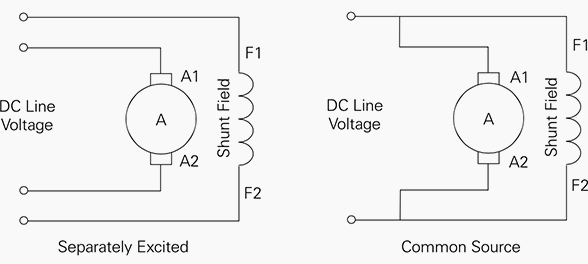 F1
A1
DC Line
Voltage
A
Shunt Field
A2
F2
Separately Excited
F1
A1
DC Line
Voltage
A
Shunt Field
A2
F2
Common Source